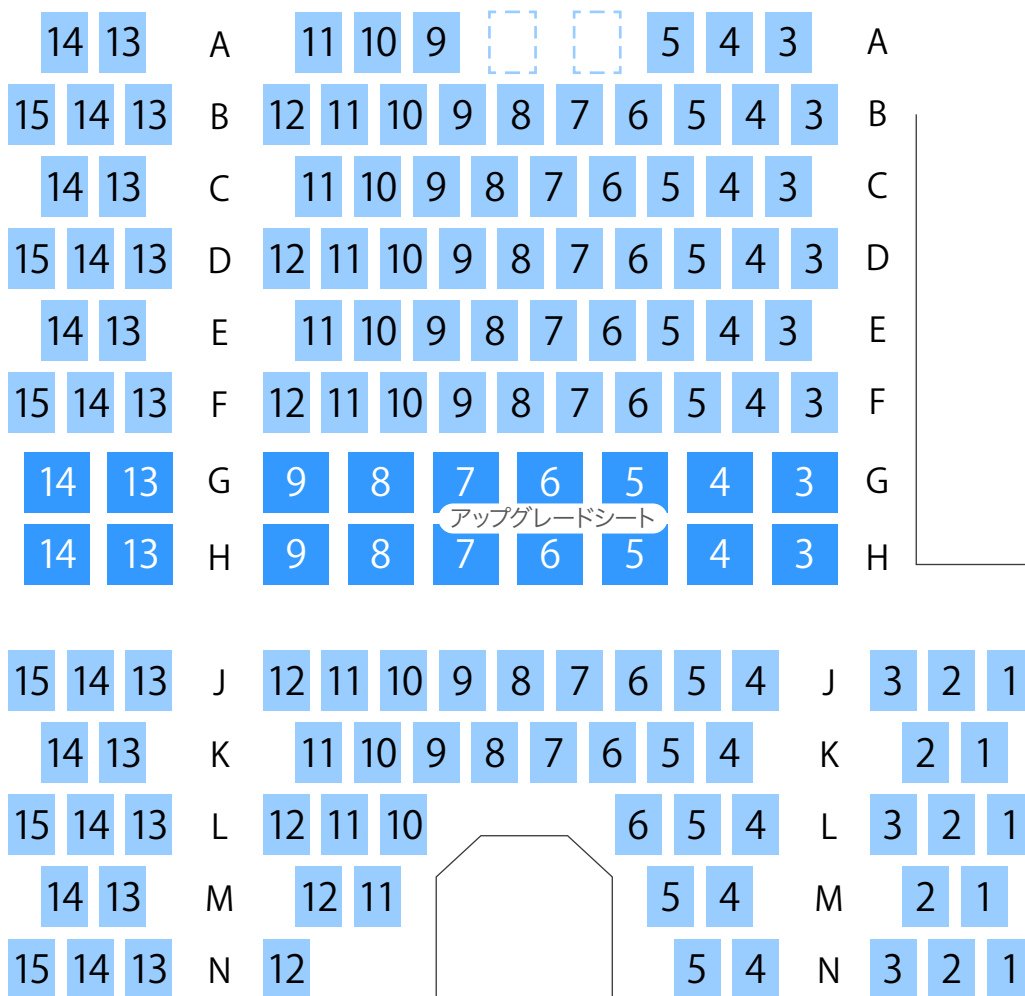 14 13 A 11 10 9 5 4 3 A
15 14 13 B 12 11 10 9 8 7 6 5 4 3 B
14 13 C 11 10 9 8 7 6 5 4 3 C
15 14 13 D 12 11 10 9 8 7 6 5 4 3 D
14 13 E 11 10 9 8 7 6 5 4 3 E
15 14 13 F 12 11 10 9 8 7 6 5 4 3 F
14 13 G 9 8 7 6 5 4 3 G
アップグレードシート
14 13 H 9 8 7 6 5 4 3 H
15 14 13 J 12 11 10 9 8 7 6 5 4 J 3 2 1
14 13 K 11 10 9 8 7 6 5 4 K 2 1
15 14 13 L 12 11 10 6 5 4 L 3 2 1
14 13 M 12 11 5 4 M 2 1
15 14 13 N 12 5 4 N 3 2 1